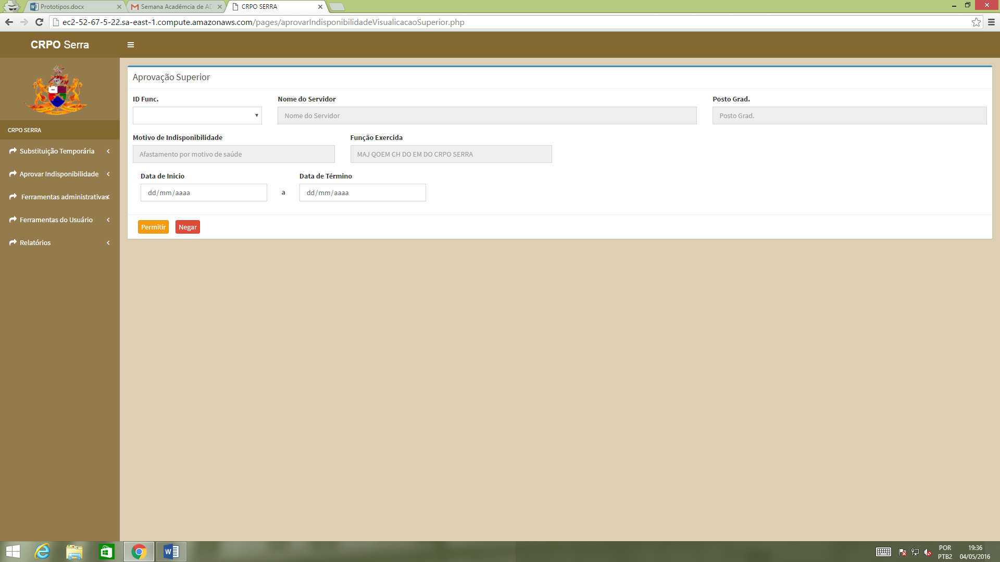 Prototipos.docx
Semana Acadêmcia de AD
CRPO SERRA
ec2-52-67-5-22.sa-east-1.compute.amazonaws.com/pages/aprovarIndisponibilidadeVisualicacaoSuperior.php
CRPO Serra
CRPO SERRA
Substituição Temporária
Aprovar Indisponibilidade
Ferramentas administrativas
Ferramentas do Usuário
Relatórios
Aprovação Superior
ID Func.
Nome do Servidor
Posto Grad.
Nome do Servidor
Posto Grad.
Motivo de Indisponibilidade
Função Exercida
Afastamento por motivo de saúde
MAJ QOEM CH DO EM DO CRPO SERRA
Data de Inicio
Data de Término
dd/mm/aaaa
a
dd/mm/aaaa
Permitir
Negar
POR
PTB2
19:36
04/05/2016